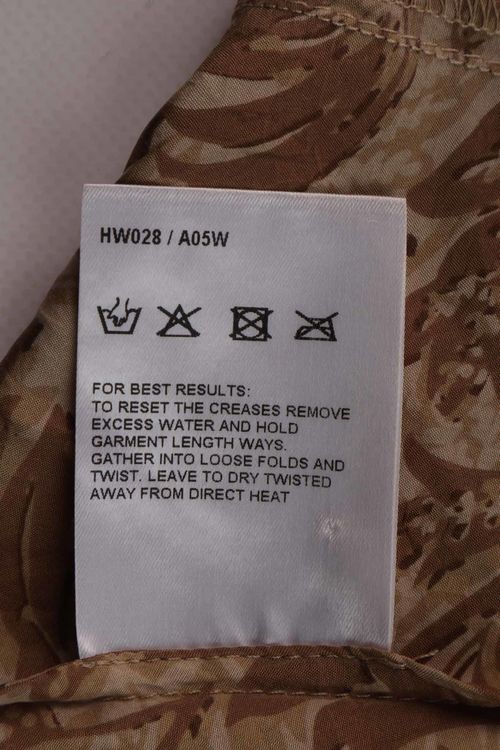 HW028 / A05W
FOR BEST RESULTS:
TO RESET THE CREASES REMOVE
EXCESS WATER AND HOLD
GARMENT LENGTH WAYS.
GATHER INTO LOOSE FOLDS AND
TWIST. LEAVE TO DRY TWISTED
AWAY FROM DIRECT HEAT